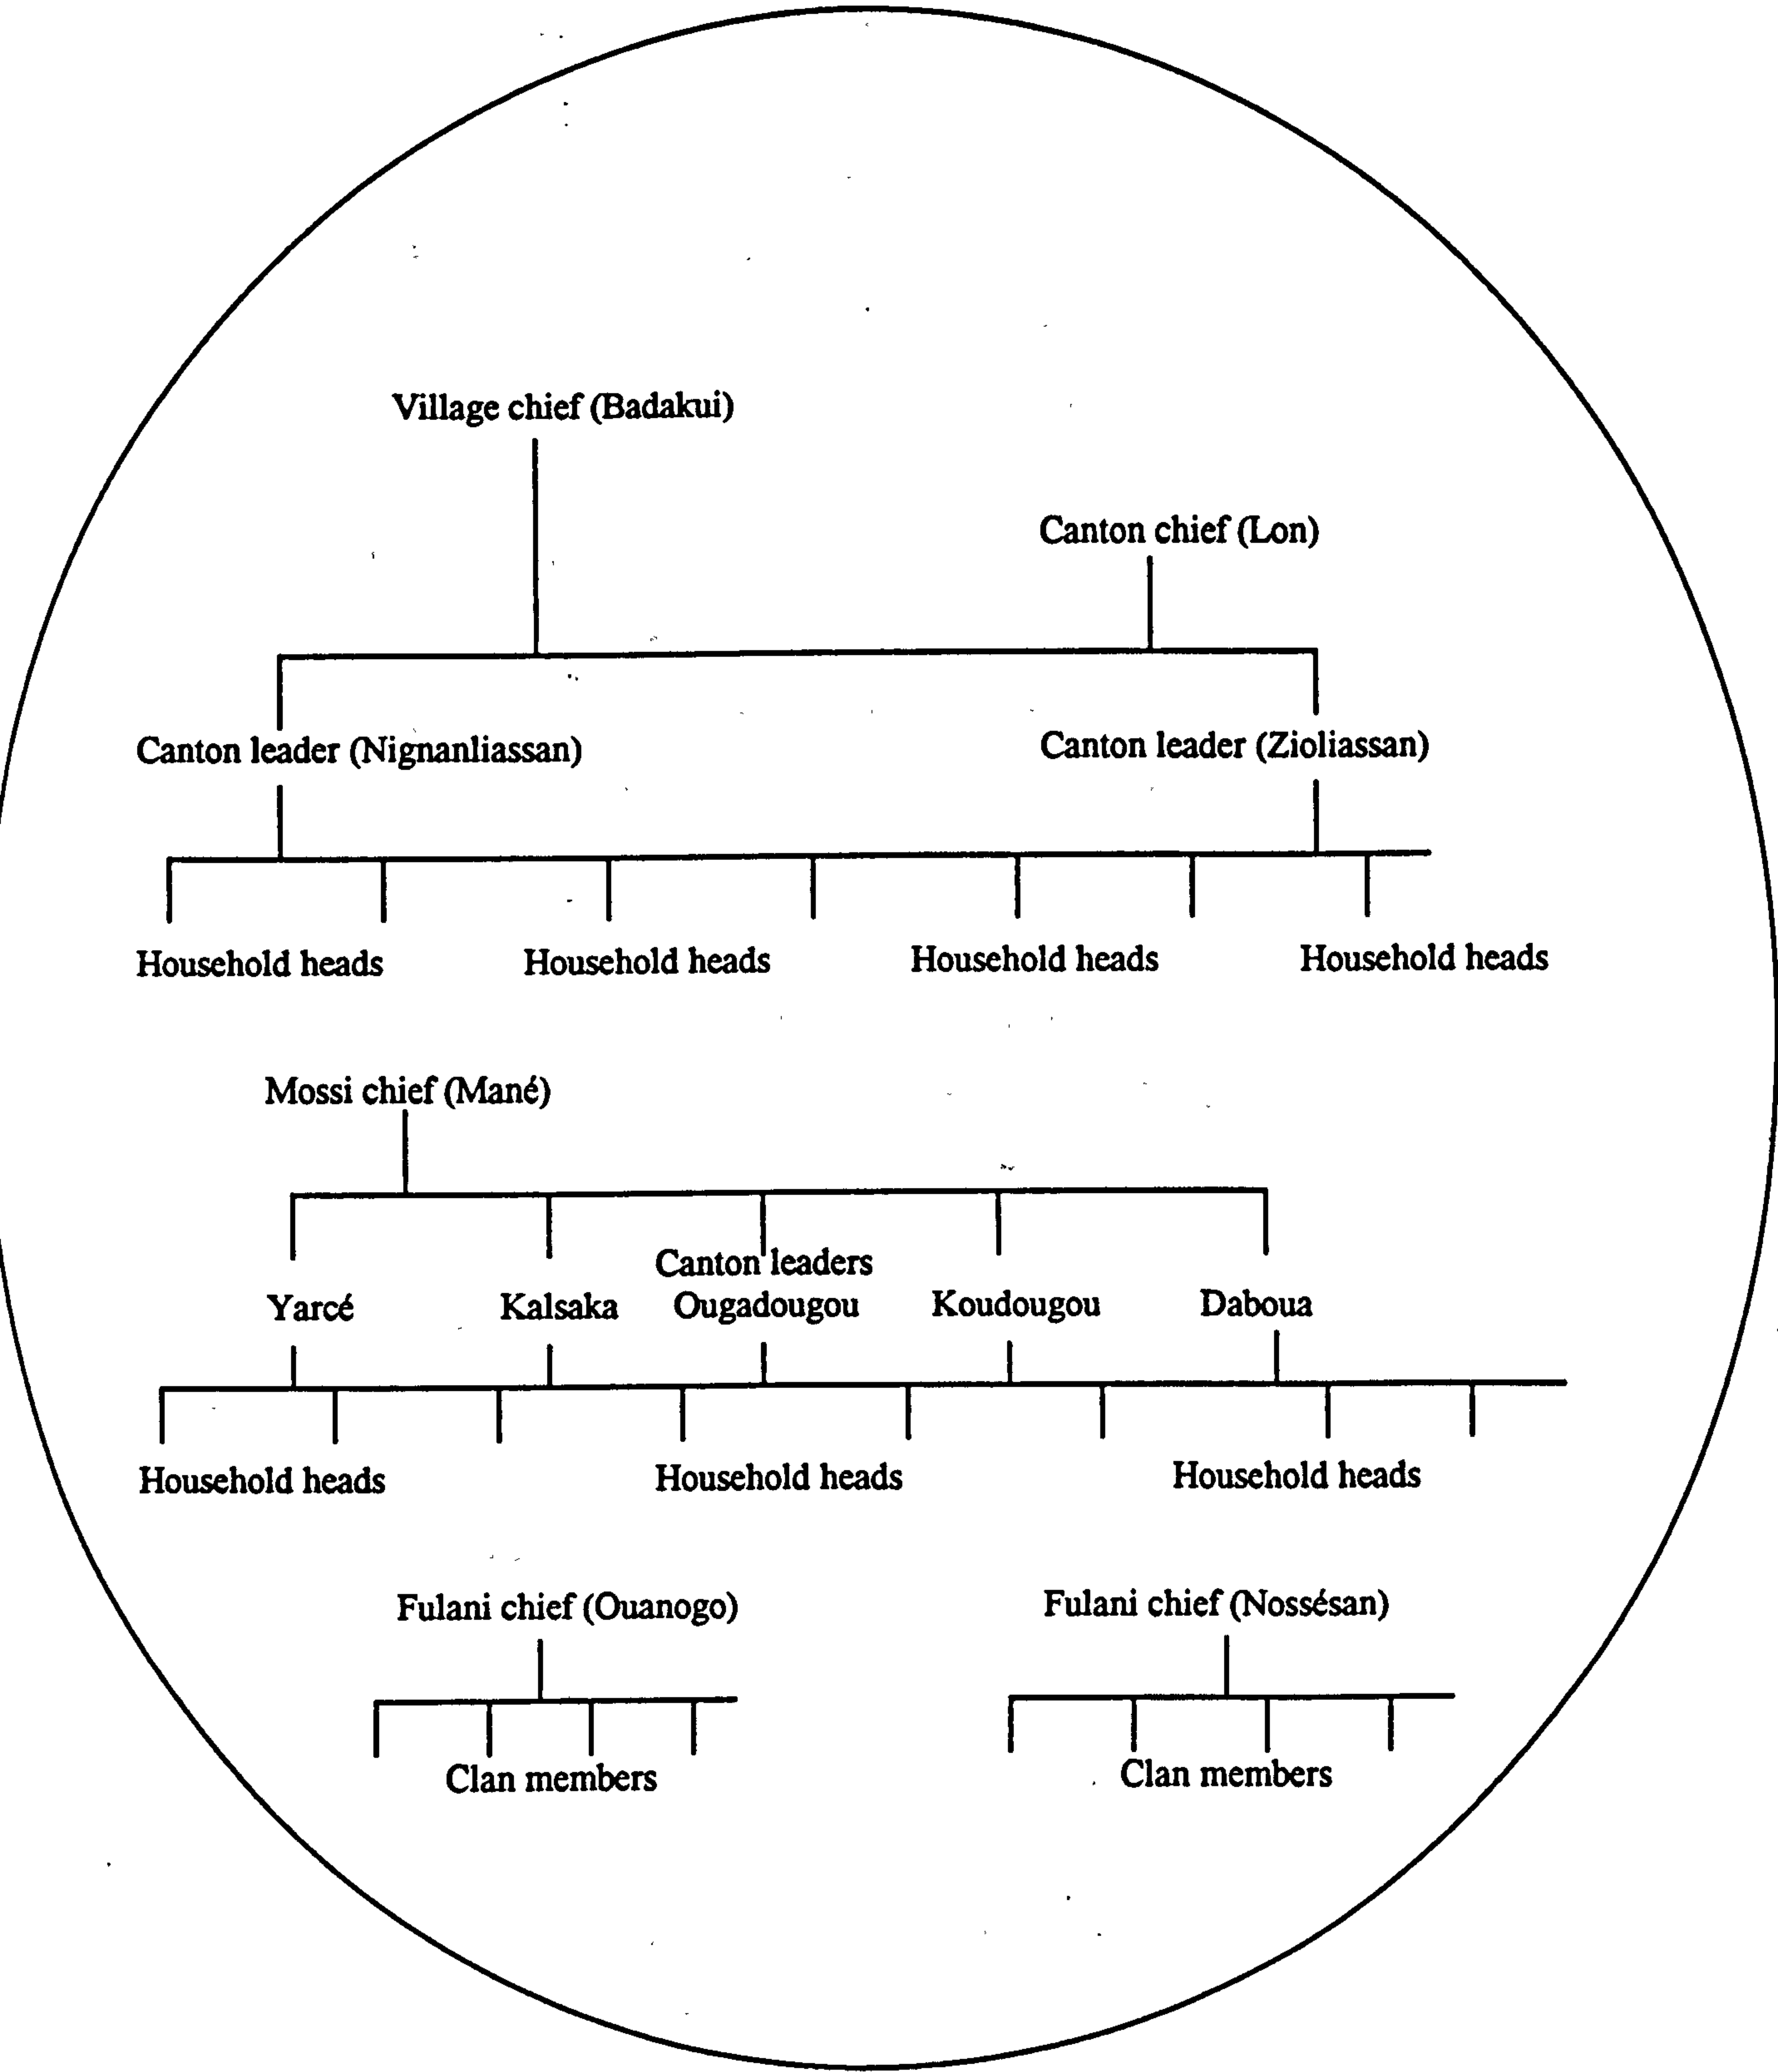 Village chief (Badakui)
Canton chief (Lon)
Canton leader (Nignanliassan)
Canton leader (Zioliassan)
Household heads
Household heads
Household heads
Household heads
Mossi chief (Mané)
Canton leaders
Yarcé
Kalsaka
Ougadougou
Koudougou
Daboua
Household heads
Household heads
Household heads
Fulani chief (Ouanogo)
Fulani chief (Nossésan)
Clan members
Clan members